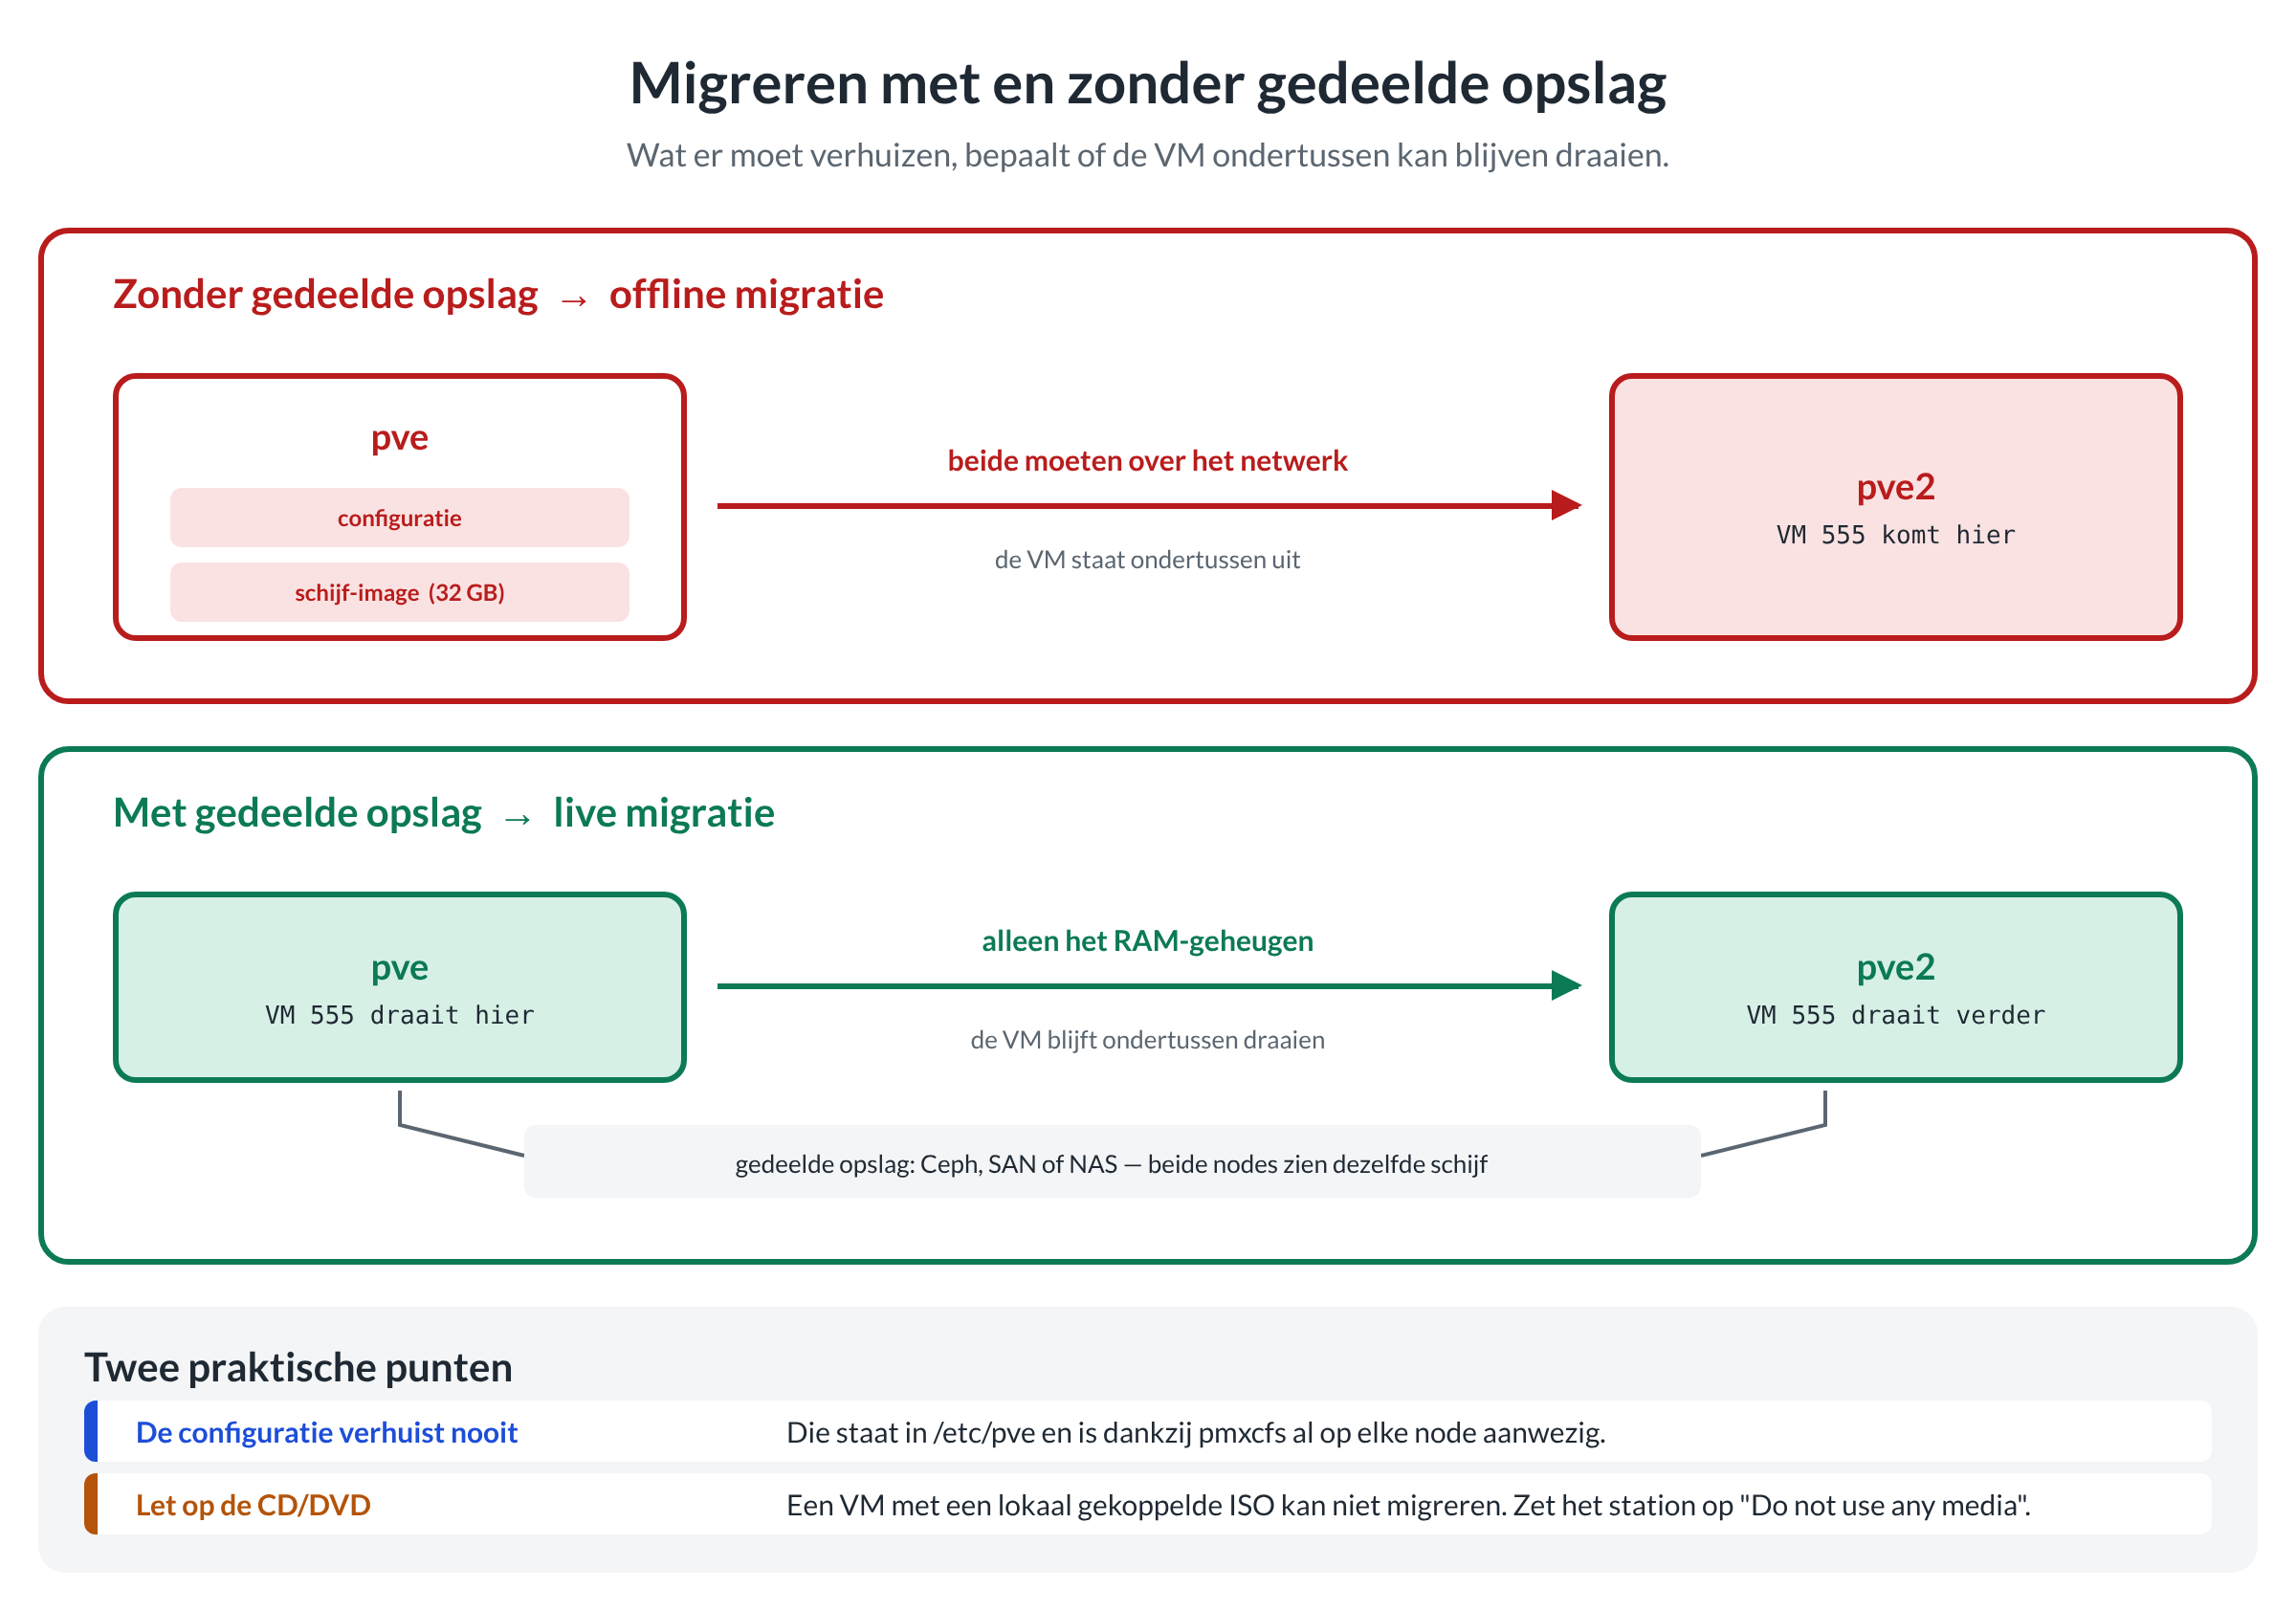 Migreren met en zonder gedeelde opslag
Wat er moet verhuizen, bepaalt of de VM ondertussen kan blijven draaien.
Zonder gedeelde opslag → offline migratie
pve
configuratie
schijf-image (32 GB)
beide moeten over het netwerk
de VM staat ondertussen uit
pve2
VM 555 komt hier
Met gedeelde opslag → live migratie
pve
VM 555 draait hier
alleen het RAM-geheugen
de VM blijft ondertussen draaien
pve2
VM 555 draait verder
gedeelde opslag: Ceph, SAN of NAS — beide nodes zien dezelfde schijf
Twee praktische punten
De configuratie verhuist nooit
Die staat in /etc/pve en is dankzij pmxcfs al op elke node aanwezig.
Let op de CD/DVD
Een VM met een lokaal gekoppelde ISO kan niet migreren. Zet het station op "Do not use any media".